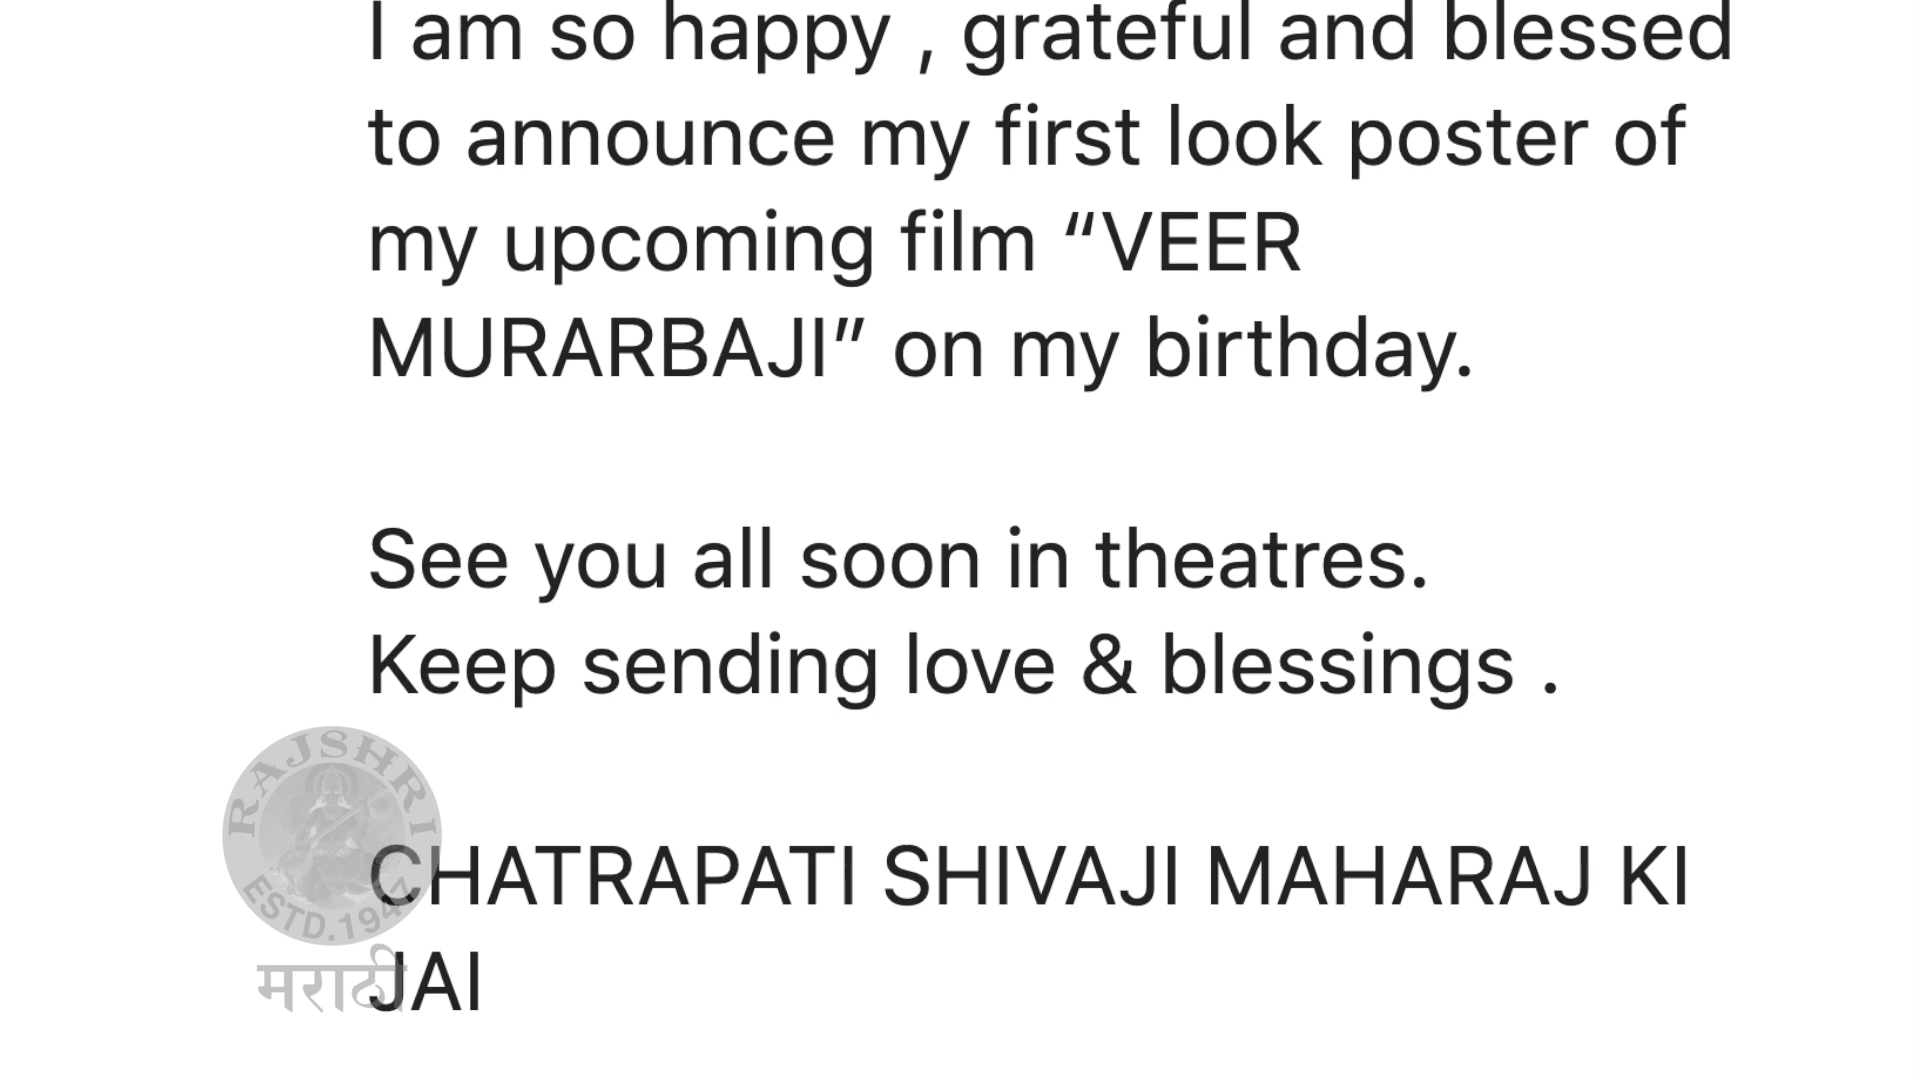 I am so happy , grateful and blessed
to announce my first look poster of
my upcoming film “VEER
MURARBAJI” on my birthday.
See you all soon in theatres.
Keep sending love & blessings .
RAJSHRI
CHATRAPATI SHIVAJI MAHARAJ KI
ESTD.1947
मराठी
JAI